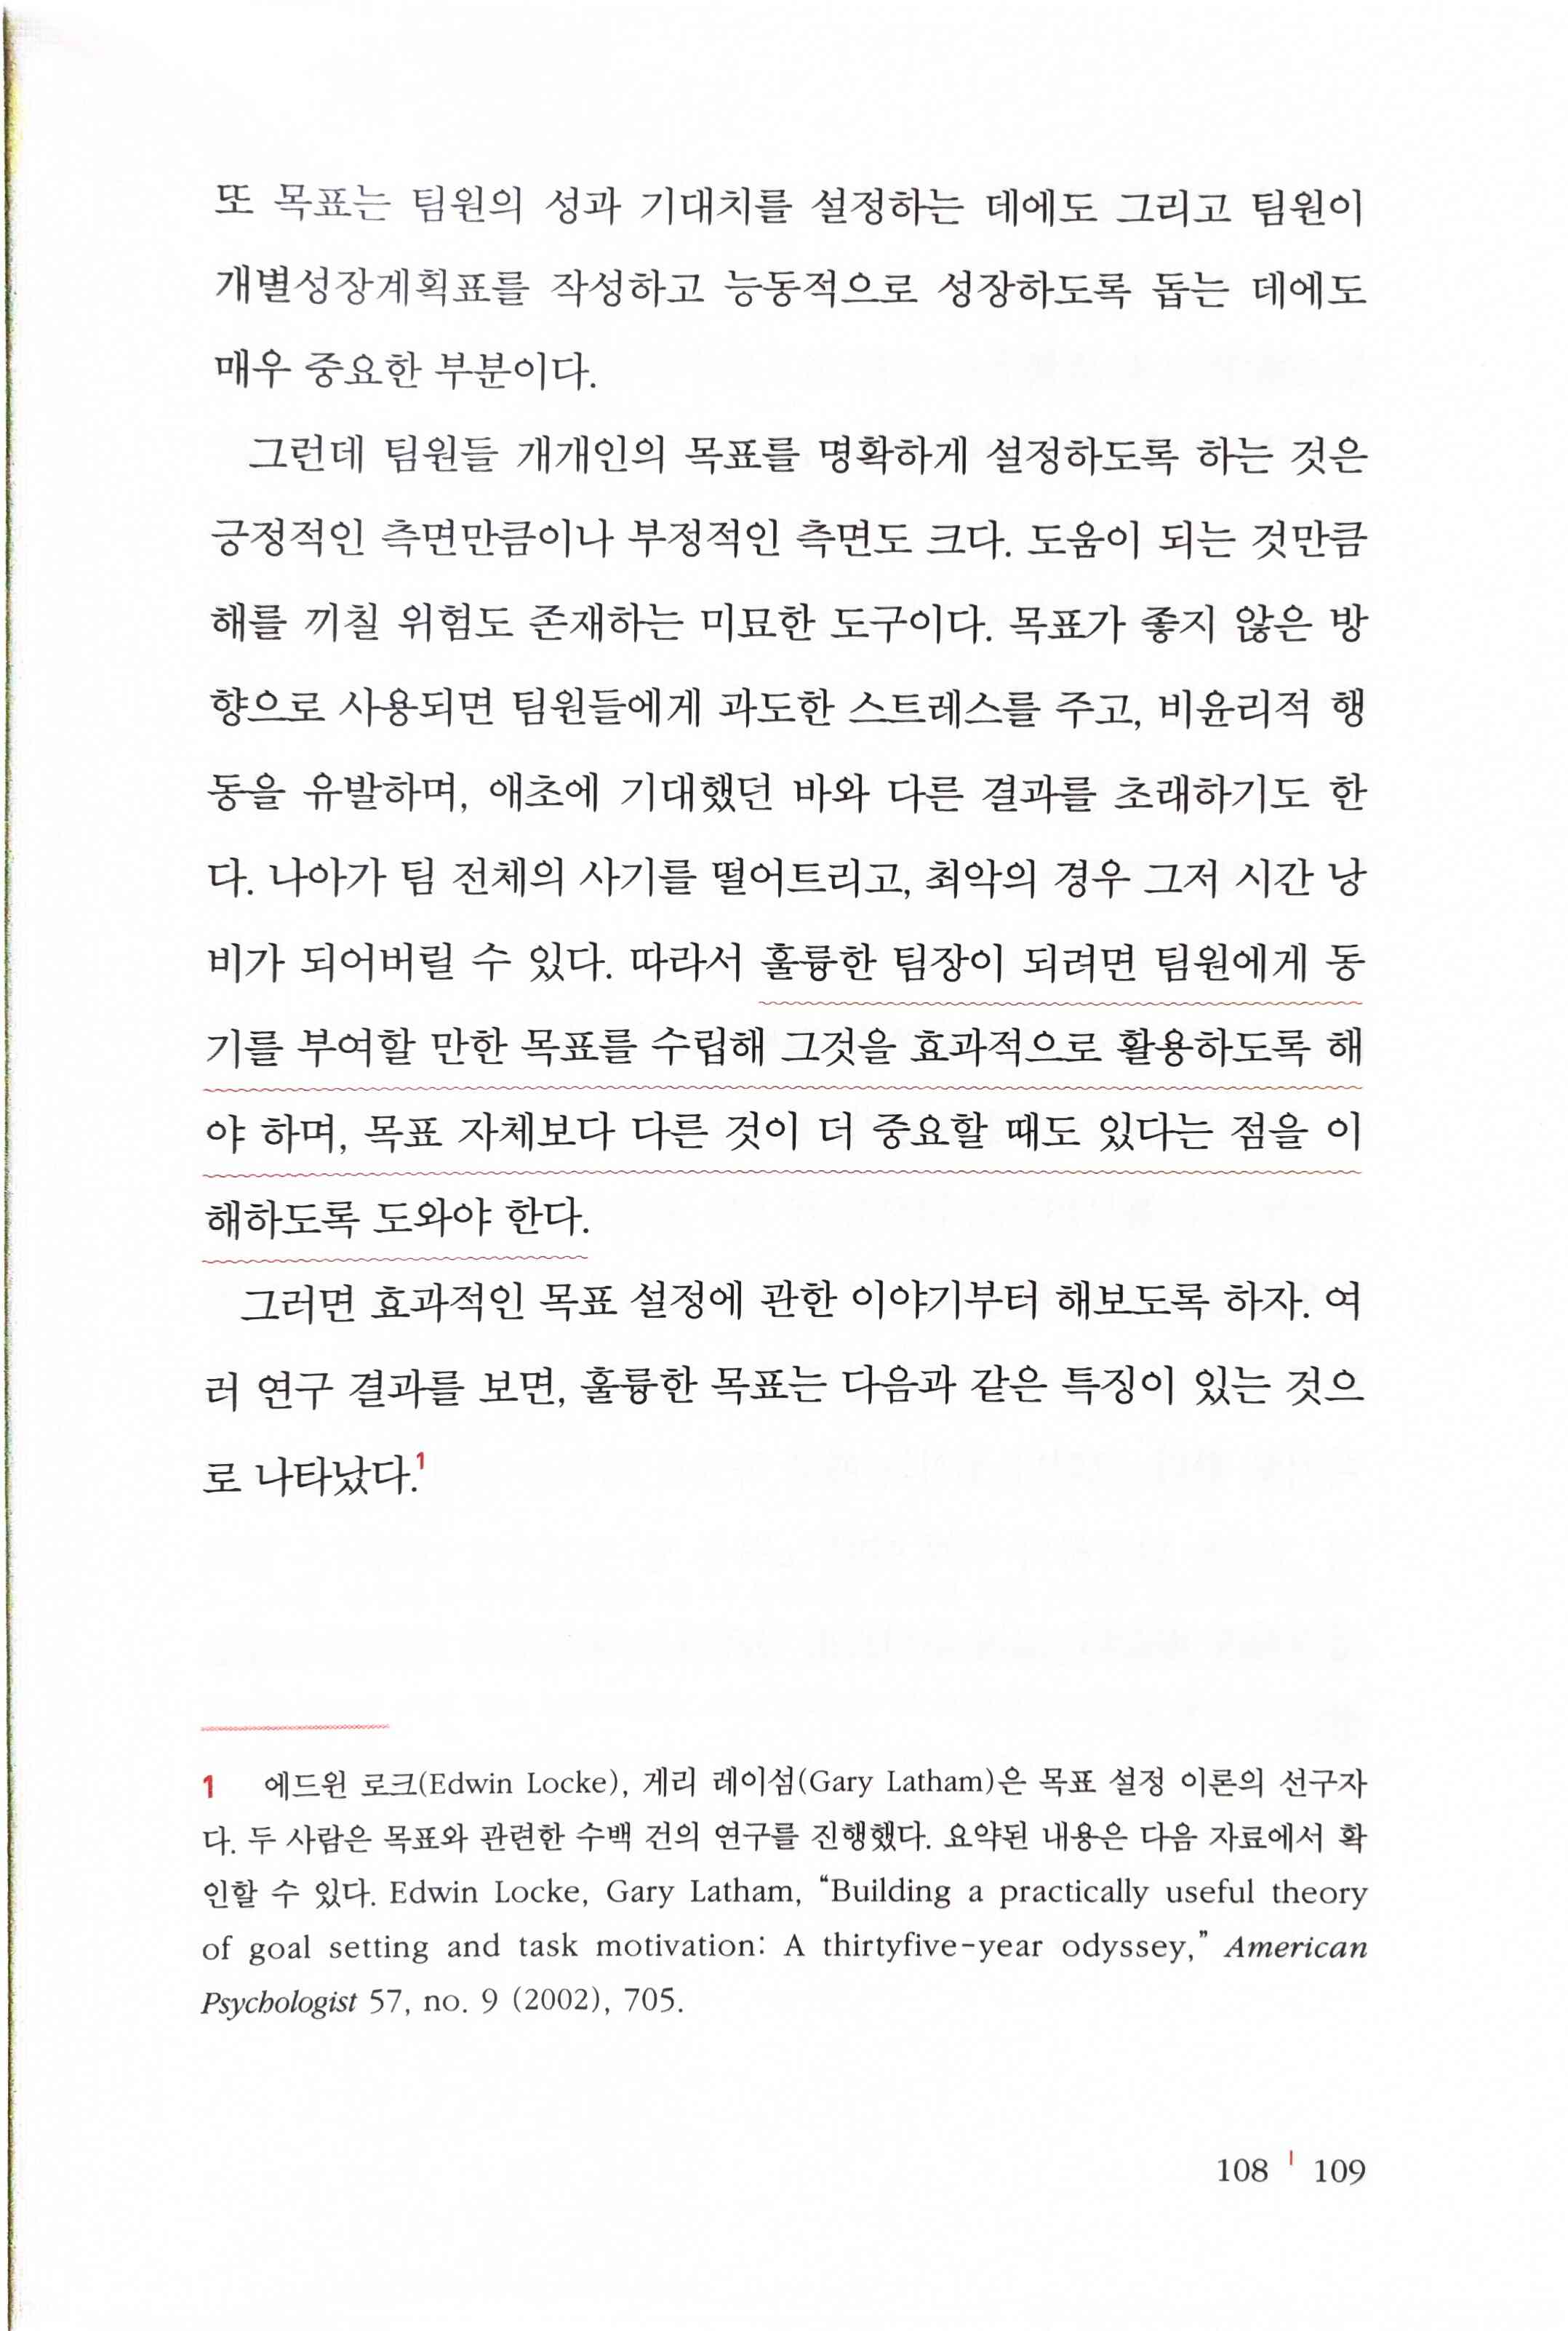 또 목표는 팀원의 성과 기대치를 설정하는 데에도 그리고 팀원이
개별성장계획표를 작성하고 능동적으로 성장하도록 돕는 데에도
매우 중요한 부분이다.
그런데 팀원들 개개인의 목표를 명확하게 설정하도록 하는 것은
긍정적인 측면만큼이나 부정적인 측면도 크다. 도움이 되는 것만큼
해를 끼칠 위험도 존재하는 미묘한 도구이다. 목표가 좋지 않은 방
향으로 사용되면 팀원들에게 과도한 스트레스를 주고, 비윤리적 행
동을 유발하며, 애초에 기대했던 바와 다른 결과를 초래하기도 한
다. 나아가 팀 전체의 사기를 떨어트리고, 최악의 경우 그저 시간 낭
비가 되어버릴 수 있다. 따라서 훌륭한 팀장이 되려면 팀원에게 동
기를 부여할 만한 목표를 수립해 그것을 효과적으로 활용하도록 해
야 하며, 목표 자체보다 다른 것이 더 중요할 때도 있다는 점을 이
해하도록 도와야 한다.
그러면 효과적인 목표 설정에 관한 이야기부터 해보도록 하자. 여
러 연구 결과를 보면, 훌륭한 목표는 다음과 같은 특징이 있는 것으
로 나타났다.1
1 에드윈 로크(Edwin Locke), 게리 레이섬(Gary Latham)은 목표 설정 이론의 선구자
다. 두 사람은 목표와 관련한 수백 건의 연구를 진행했다. 요약된 내용은 다음 자료에서 확
인할 수 있다. Edwin Locke, Gary Latham, “Building a practically useful theory
of goal setting and task motivation: A thirtyfive-year odyssey,” American
Psychologist 57, no. 9 (2002), 705.
108 ı 109